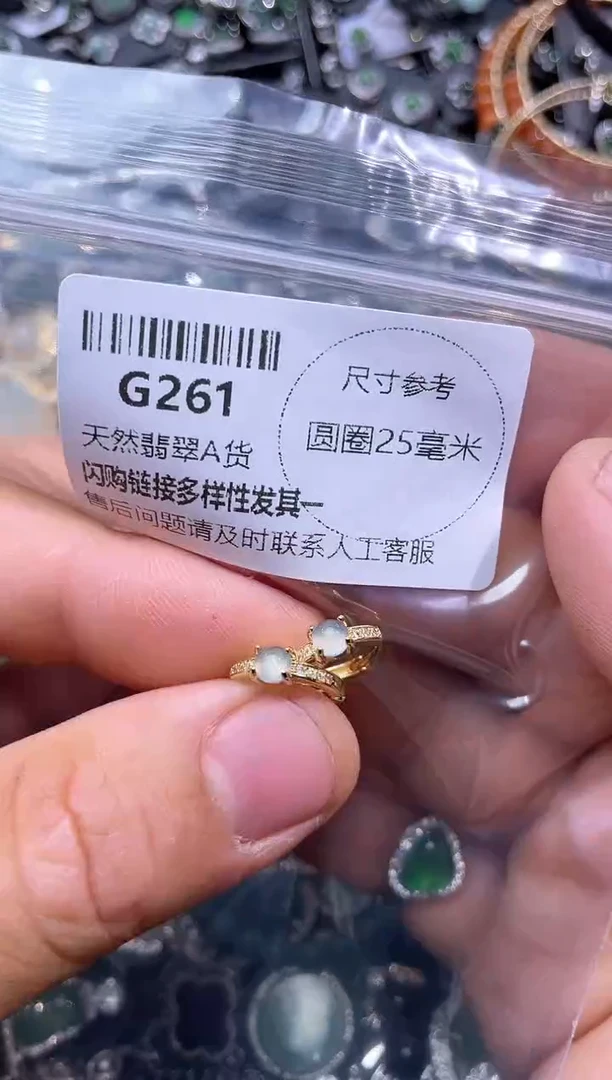 G261
天然翡翠A货
闪购链接多样性发其一
售后问题请及时联系人工客服
尺寸参考
圆圈25毫米